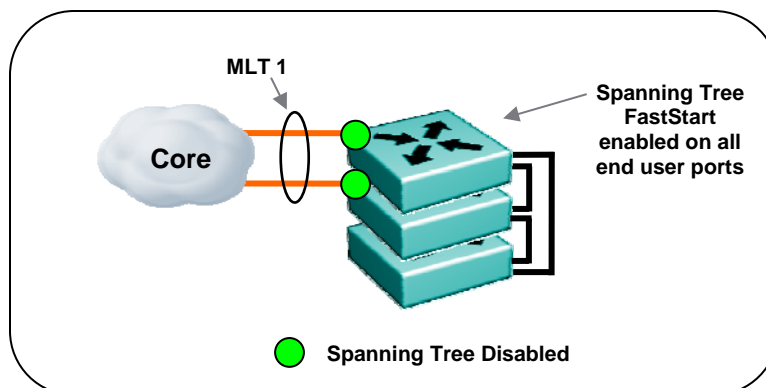 MLT 1
Core
Spanning Tree
FastStart
enabled on all
end user ports
Spanning Tree Disabled